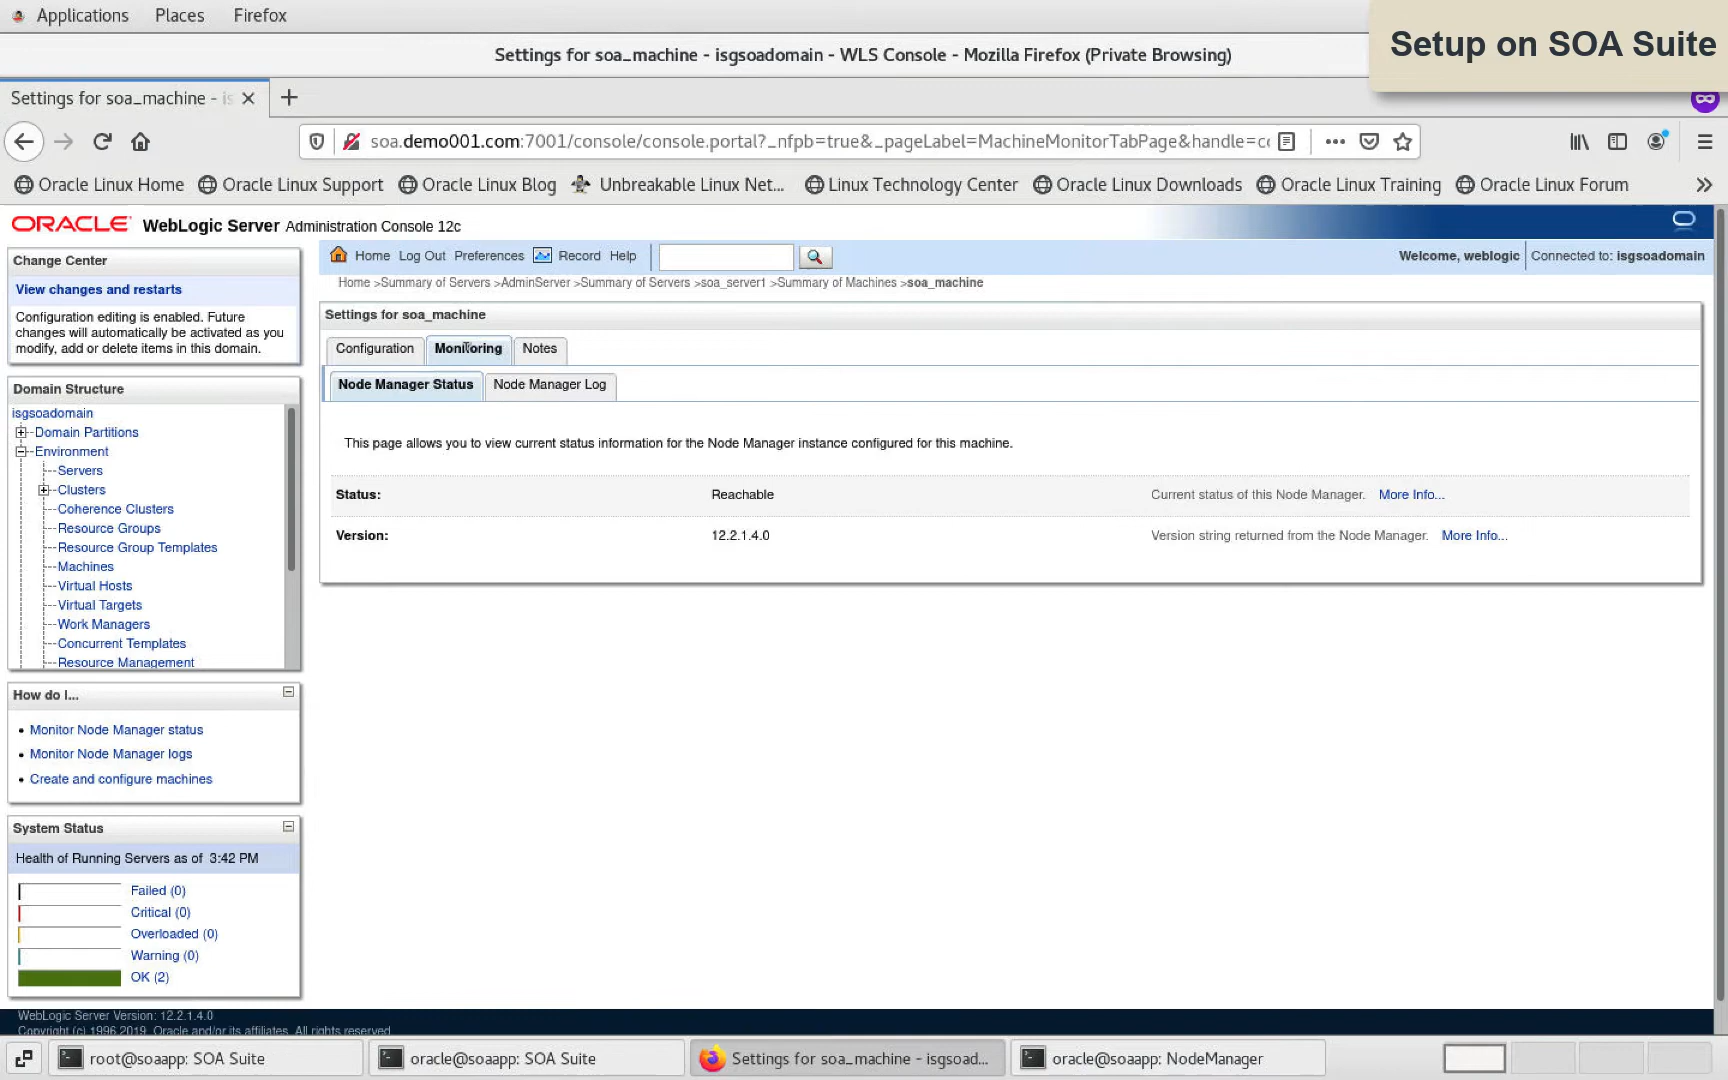 Applications Places Firefox
Setup on SOA Suite
Settings for soa_machine - isgsoadomain - WLS Console - Mozilla Firefox (Private Browsing)
Settings for soa_machine - is
soa.demo001.com:7001/console/console.portal?_nfpb=true&_pageLabel=MachineMonitorTabPage&handle=co
Oracle Linux Home Oracle Linux Support Oracle Linux Blog Unbreakable Linux Net... Linux Technology Center Oracle Linux Downloads Oracle Linux Training Oracle Linux Forum
ORACLE WebLogic Server Administration Console 12c
Change Center
View changes and restarts
Configuration editing is enabled. Future
changes will automatically be activated as you
modify, add or delete items in this domain.
Domain Structure
isgsoadomain
Domain Partitions
Environment
Servers
Clusters
Coherence Clusters
Resource Groups
Resource Group Templates
Machines
Virtual Hosts
Virtual Targets
Work Managers
Concurrent Templates
Resource Management
How do I...
Monitor Node Manager status
Monitor Node Manager logs
Create and configure machines
System Status
Health of Running Servers as of 3:42 PM
Failed (0)
Critical (0)
Overloaded (0)
Warning (0)
OK (2)
Home Log Out Preferences Record Help
Welcome, weblogic Connected to: isgsoadomain
Home >Summary of Servers >AdminServer >Summary of Servers >soa_server1 >Summary of Machines >soa_machine
Settings for soa_machine
Configuration Monitoring Notes
Node Manager Status Node Manager Log
This page allows you to view current status information for the Node Manager instance configured for this machine.
Status: Reachable Current status of this Node Manager. More Info...
Version: 12.2.1.4.0 Version string returned from the Node Manager. More Info...
WebLogic Server Version: 12.2.1.4.0
Copyright (c) 1996,2019, Oracle and/or its affiliates. All rights reserved.
root@soaapp: SOA Suite oracle@soaapp: SOA Suite Settings for soa_machine - isgsoad... oracle@soaapp: NodeManager